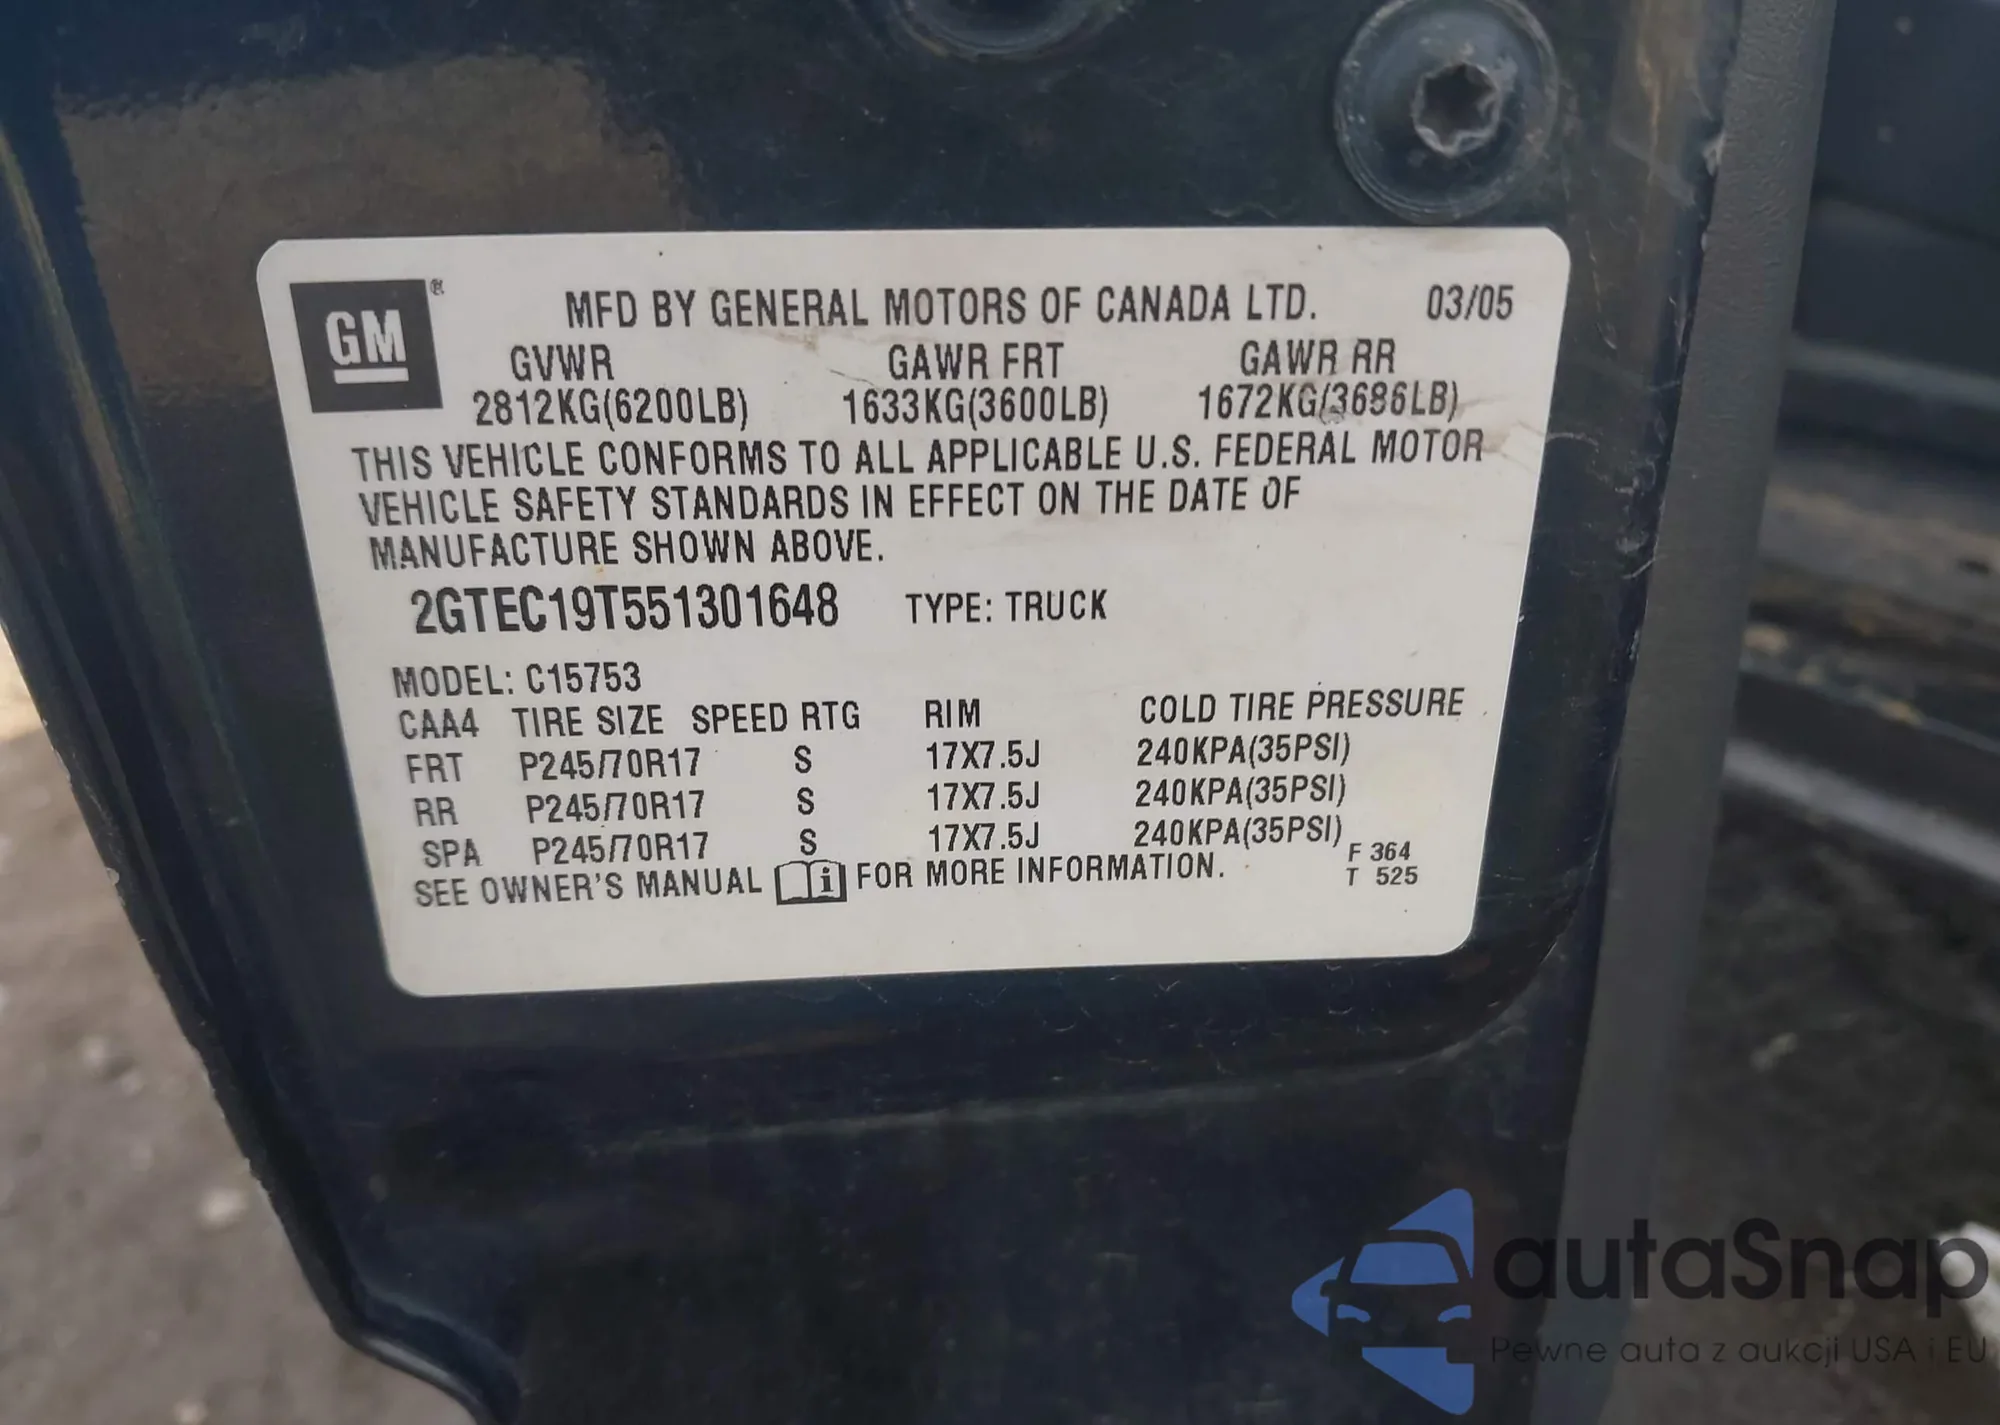 GM®
MFD BY GENERAL MOTORS OF CANADA LTD. 03/05
GVWR GAWR FRT GAWR RR
2812KG(6200LB) 1633KG(3600LB) 1672KG(3686LB)
THIS VEHICLE CONFORMS TO ALL APPLICABLE U.S. FEDERAL MOTOR
VEHICLE SAFETY STANDARDS IN EFFECT ON THE DATE OF
MANUFACTURE SHOWN ABOVE.
2GTEC19T551301648 TYPE: TRUCK
MODEL: C15753
CAA4 TIRE SIZE SPEED RTG RIM COLD TIRE PRESSURE
FRT P245/70R17 S 17X7.5J 240KPA(35PSI)
RR P245/70R17 S 17X7.5J 240KPA(35PSI)
SPA P245/70R17 S 17X7.5J 240KPA(35PSI)
SEE OWNER'S MANUAL i FOR MORE INFORMATION.
F 364
T 525
autaSnap
Pewne auta z aukcji USA i EU